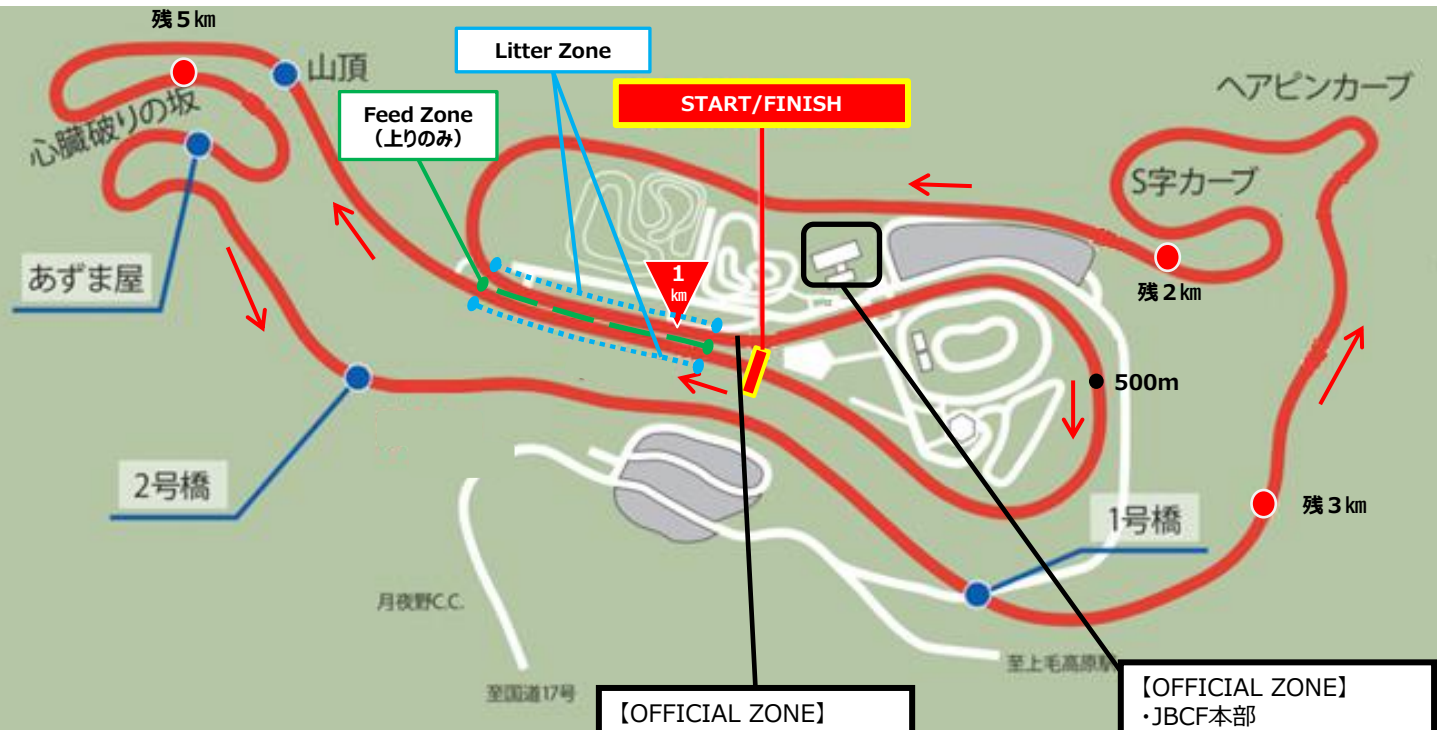 残5㎞
山頂
Litter Zone
Feed Zone
(上りのみ)
START/FINISH
ヘアピンカーブ
心臓破りの坂
S字カーブ
あずま屋
1
㎞
残2㎞
500m
2号橋
残3㎞
1号橋
月夜野C.C.
至上毛高原駅
至国道17号
【OFFICIAL ZONE】
【OFFICIAL ZONE】
・JBCF本部